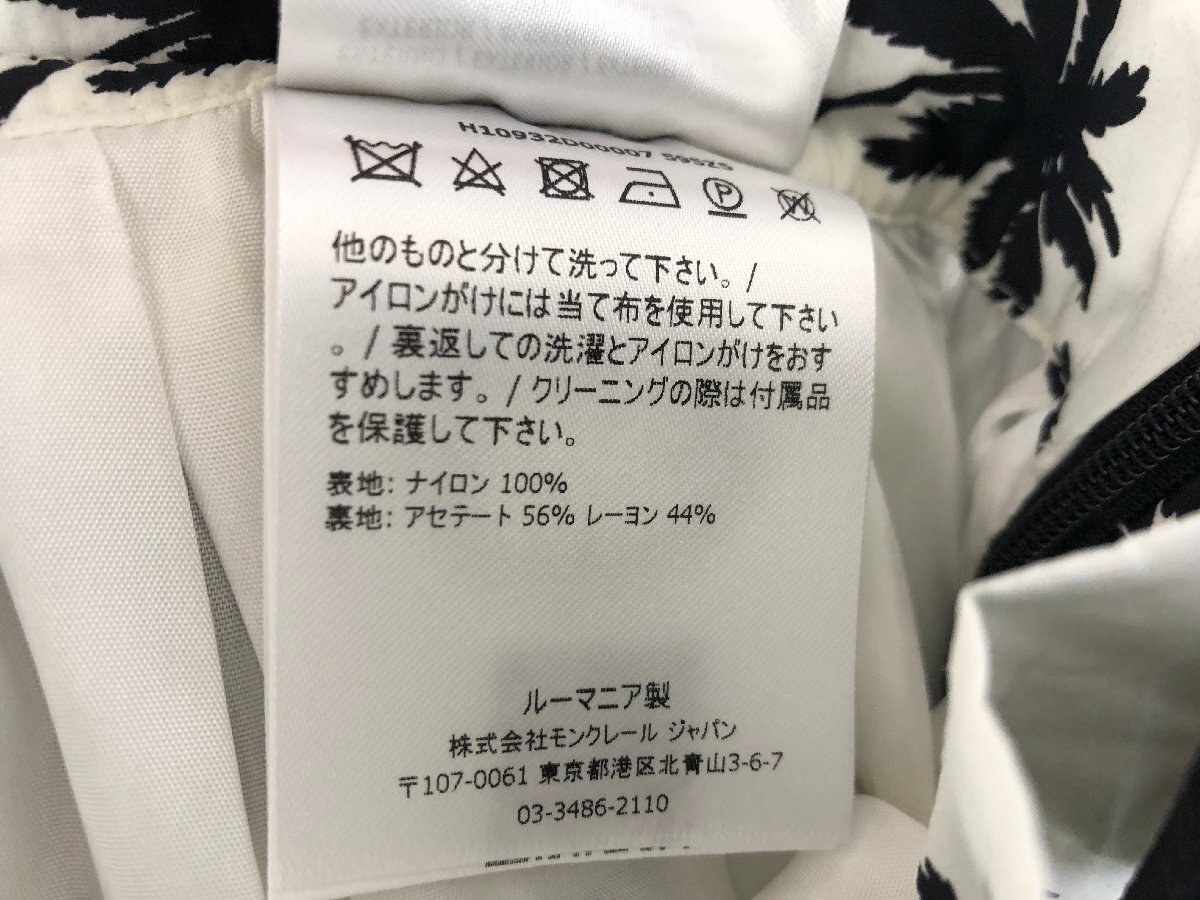 H10932D00007 59525
P
W
他のものと分けて洗って下さい。/
アイロンがけには当て布を使用して下さい
。/ 裏返しての洗濯とアイロンがけをおす
すめします。/ クリーニングの際は付属品
を保護して下さい。
表地: ナイロン 100%
裏地: アセテート 56% レーヨン 44%
ルーマニア製
株式会社モンクレール ジャパン
〒107-0061 東京都港区北青山3-6-7
03-3486-2110